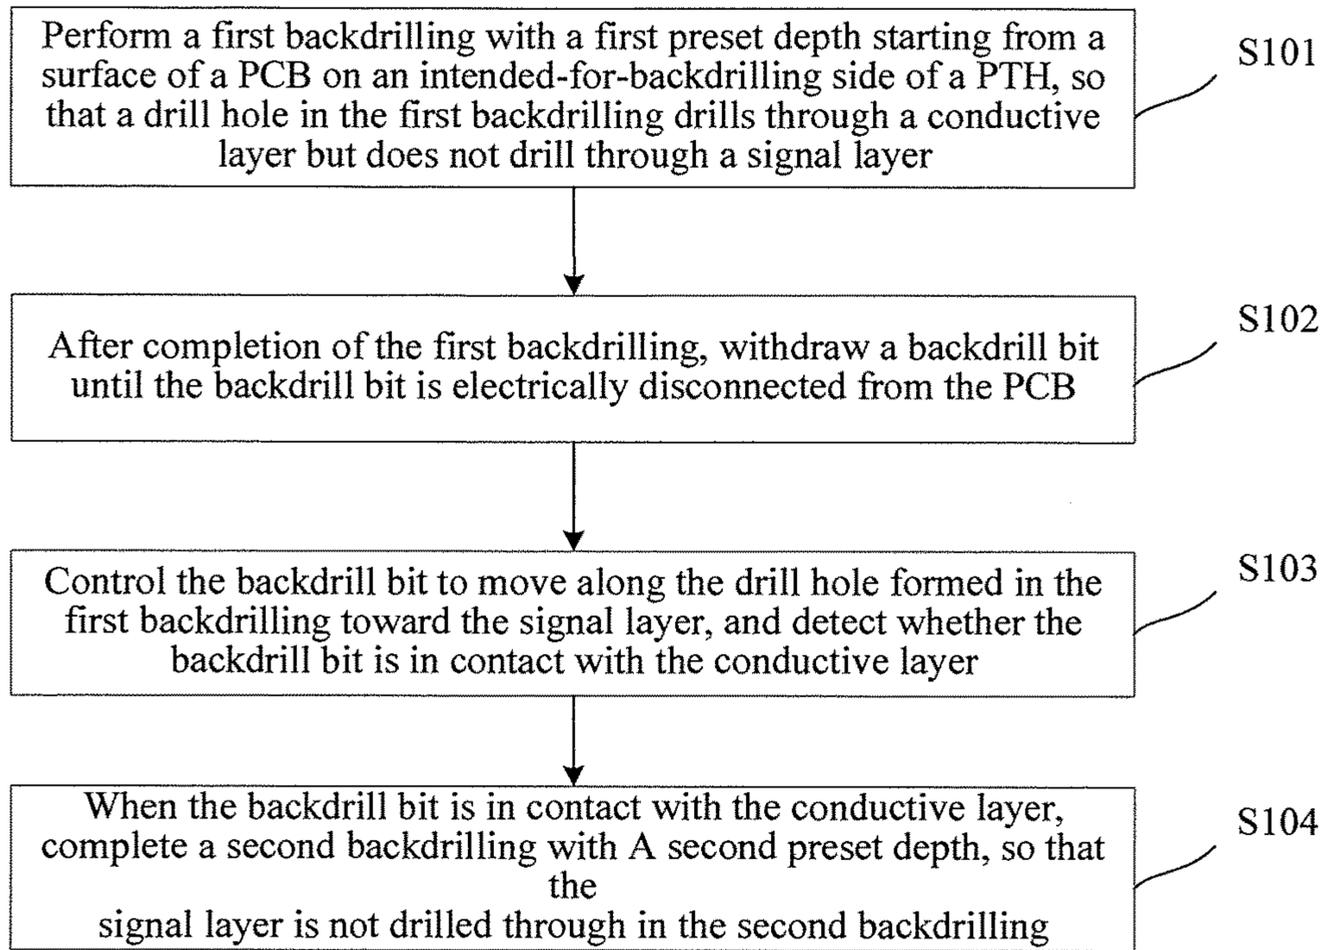 Perform a first backdrilling with a first preset depth starting from a
surface of a PCB on an intended-for-backdrilling side of a PTH, so
that a drill hole in the first backdrilling drills through a conductive
layer but does not drill through a signal layer
S101
After completion of the first backdrilling, withdraw a backdrill bit
until the backdrill bit is electrically disconnected from the PCB
S102
Control the backdrill bit to move along the drill hole formed in the
first backdrilling toward the signal layer, and detect whether the
backdrill bit is in contact with the conductive layer
S103
When the backdrill bit is in contact with the conductive layer,
complete a second backdrilling with A second preset depth, so that
the
signal layer is not drilled through in the second backdrilling
S104